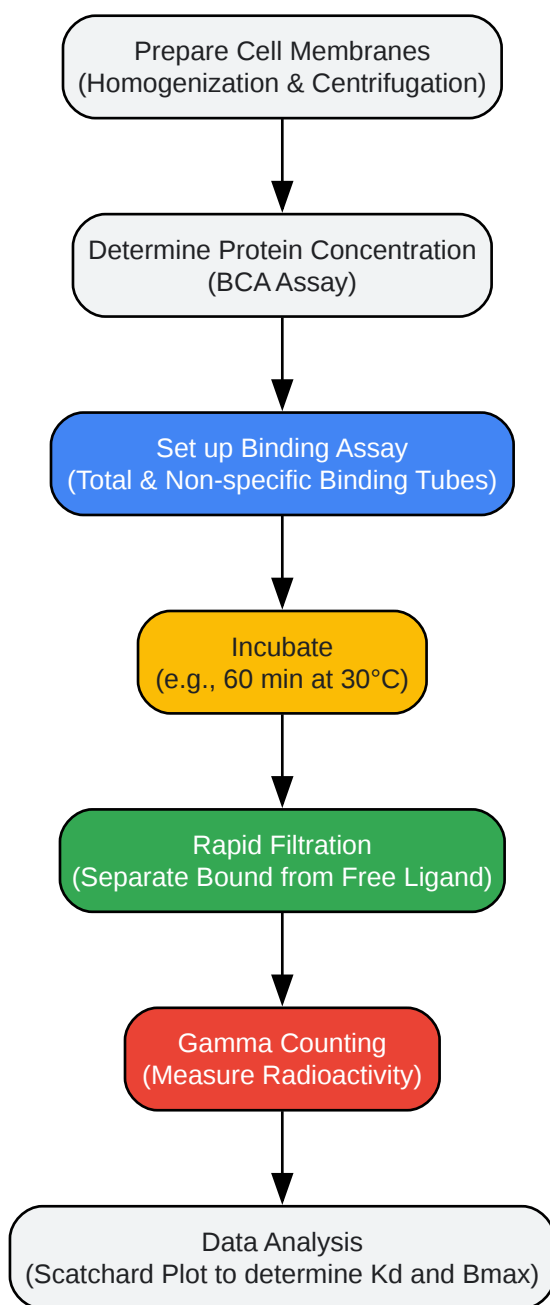 Prepare Cell Membranes
(Homogenization & Centrifugation)
Determine Protein Concentration
(BCA Assay)
Set up Binding Assay
(Total & Non-specific Binding Tubes)
Incubate
(e.g., 60 min at 30°C)
Rapid Filtration
(Separate Bound from Free Ligand)
Gamma Counting
(Measure Radioactivity)
Data Analysis
(Scatchard Plot to determine Kd and Bmax)